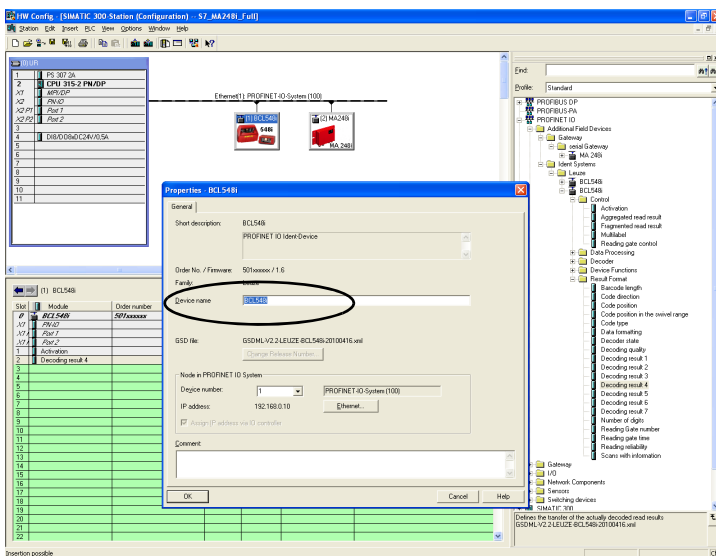 HW Config - [SIMATIC 300-Station (Configuration) -- S7_MA248i_Full]
Station Edit Insert PLC View Options Window Help
(0) UR
1 PS 307 2A
2 CPU 315-2 PN/DP
X1 MPI/DP
X2 PN-IO
X2 P1 Port 1
X2 P2 Port 2
3
4 DI8/DO8xDC24V/0,5A
5
6
7
8
9
10
11
Ethernet(1): PROFINET-IO-System (100)
(1) BCL548i
548i
(2) MA248i
MA 248i
Properties - BCL548i
General
Short description: BCL548i
PROFINET IO Ident-Device
Order No. / Firmware: 501xxxxx / 1.6
Family: Leuze
Device name: BCL548i
GSD file: GSDML-V2.2-LEUZE-BCL548i-20100416.xml
Change Release Number...
Node in PROFINET IO System
Device number: 1 PROFINET-IO-System (100)
IP address: 192.168.0.10 Ethernet...
Assign IP address via IO controller
Comment:
OK Cancel Help
(1) BCL548i
Slot Module Order number
0 BCL548i 501xxxxx
X1 PN-IO
X1 Port 1
X1 Port 2
1 Activation
2 Decoding result 4
3
4
5
6
7
8
9
10
11
12
13
14
15
16
17
18
19
20
21
22
Find:
Profile: Standard
PROFIBUS DP
PROFIBUS-PA
PROFINET IO
Additional Field Devices
Gateway
serial Gateway
MA 248i
Ident Systems
Leuze
BCL548i
BCL548i
Control
Activation
Aggregated read result
Fragmented read result
Multilabel
Reading gate control
Data Processing
Decoder
Device Functions
Result Format
Barcode length
Code direction
Code position
Code position in the swivel range
Code type
Data formatting
Decoder state
Decoding quality
Decoding result 1
Decoding result 2
Decoding result 3
Decoding result 4
Decoding result 5
Decoding result 6
Decoding result 7
Number of digits
Reading Gate number
Reading gate time
Reading reliability
Scans with information
Gateway
I/O
Network Components
Sensors
Switching devices
SIMATIC 300
Defines the transfer of the actually decoded read results
GSDML-V2.2-LEUZE-BCL548i-20100416.xml
Insertion possible